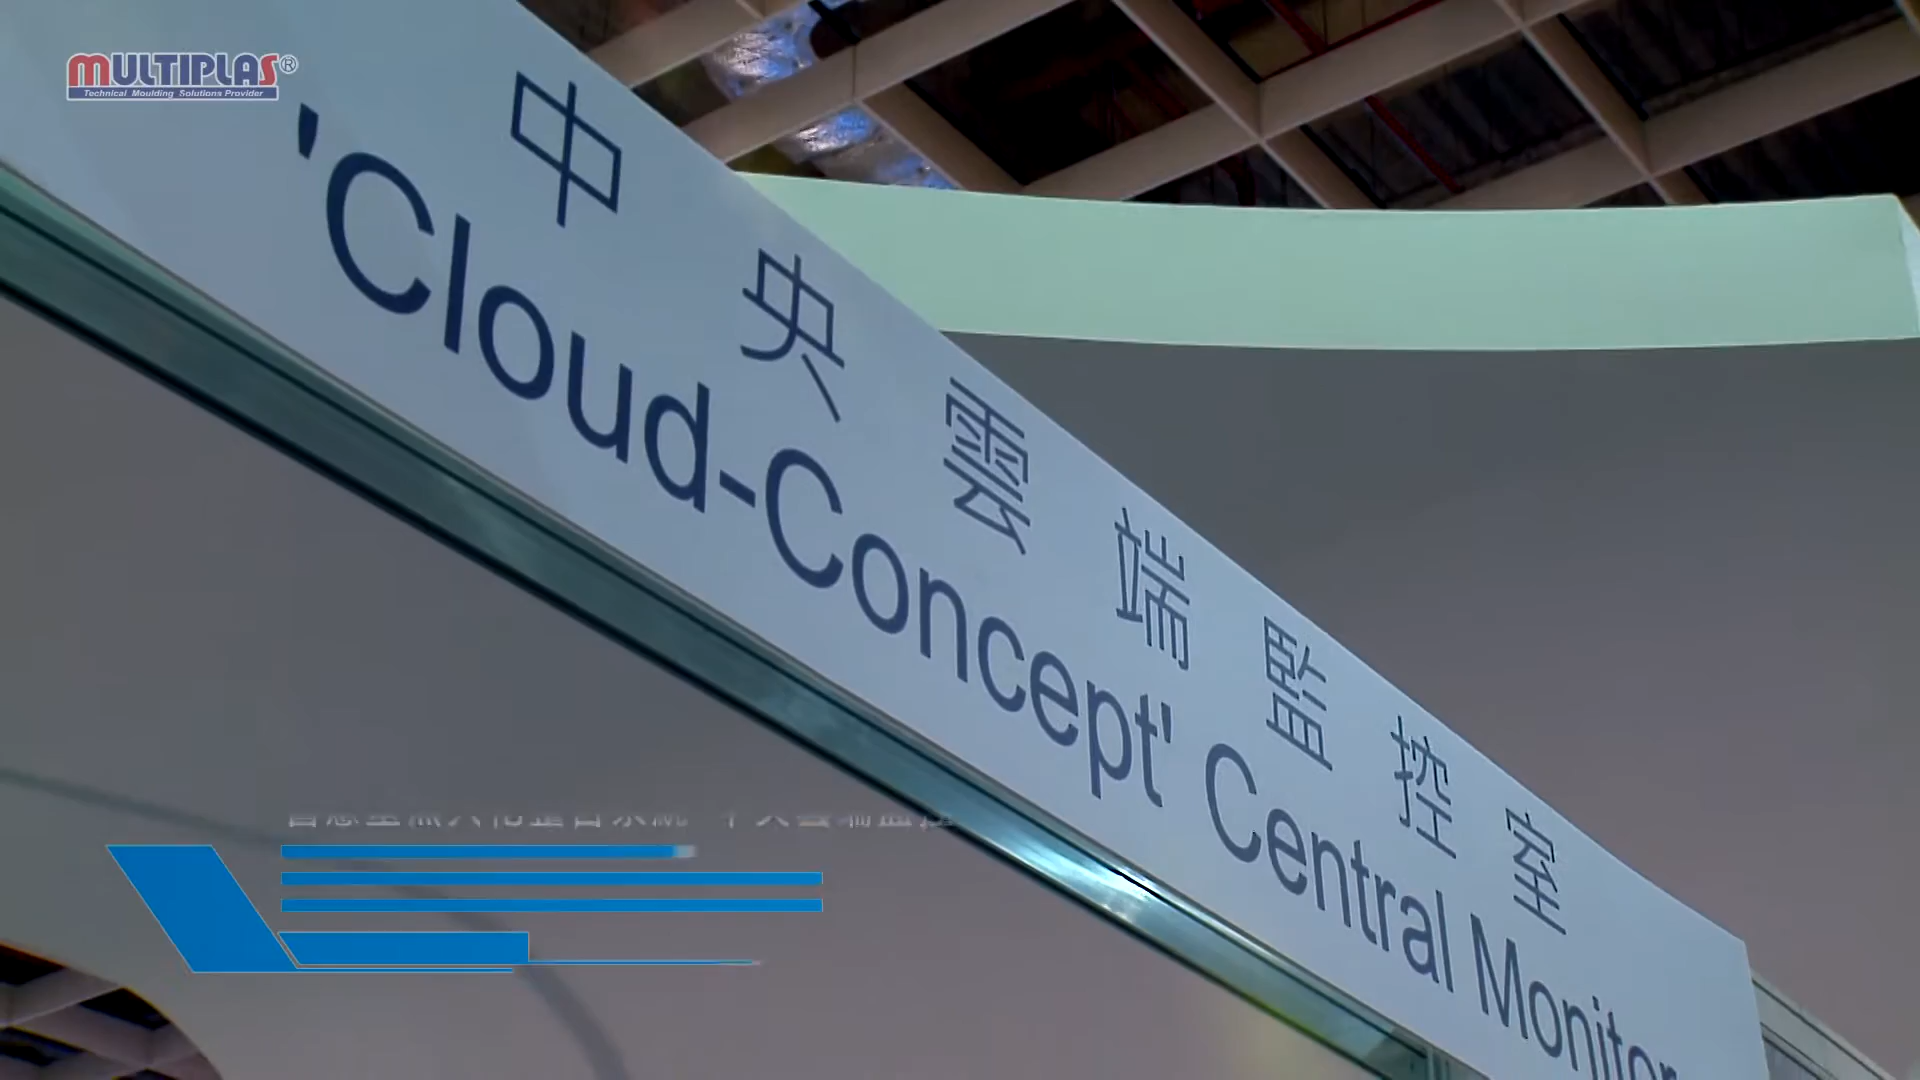 MULTIPLAS®
Technical Moulding Solutions Provider
中央雲端監控室
'Cloud-Concept' Central Monitor